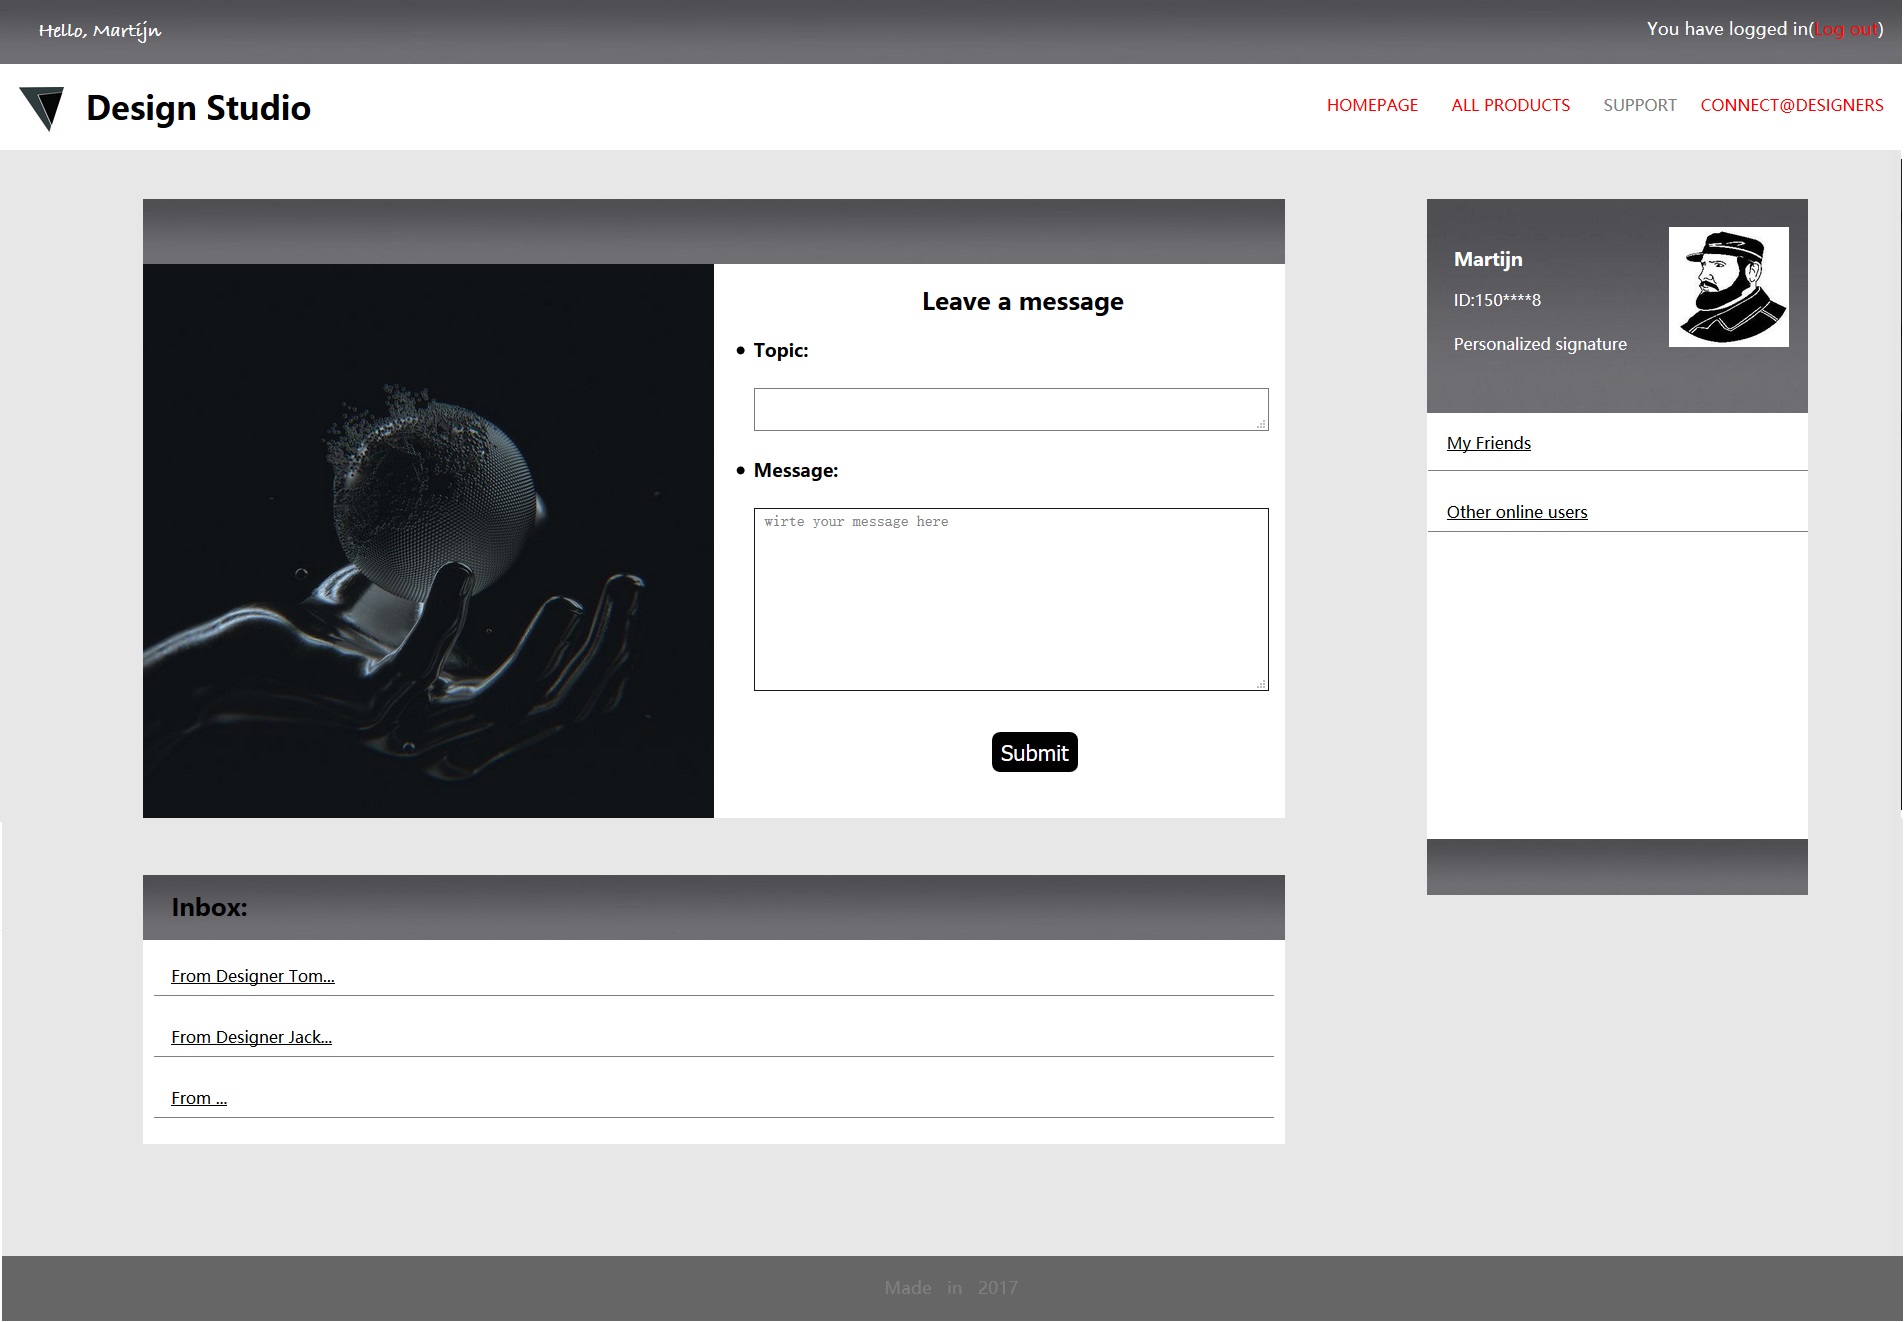 Hello, Martijn
You have logged in(Log out)
Design Studio
HOMEPAGE ALL PRODUCTS SUPPORT CONNECT@DESIGNERS
Leave a message
Topic:
Message:
wirte your message here
Submit
Martijn
ID:150****8
Personalized signature
My Friends
Other online users
Inbox:
From Designer Tom...
From Designer Jack...
From ...
Made in 2017